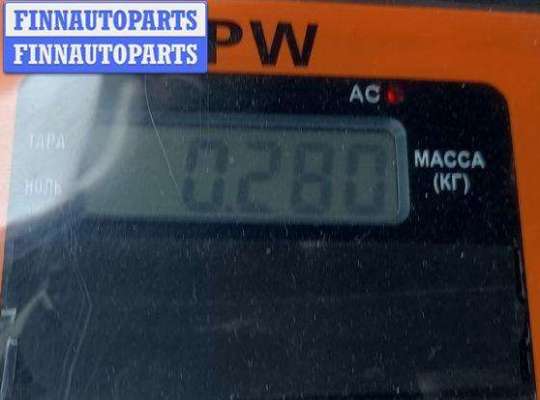 FINNAUTOPARTS
FINNAUTOPARTS
PW
AC
ТАРА
0.280
МАССА
(КГ)
НОЛЬ